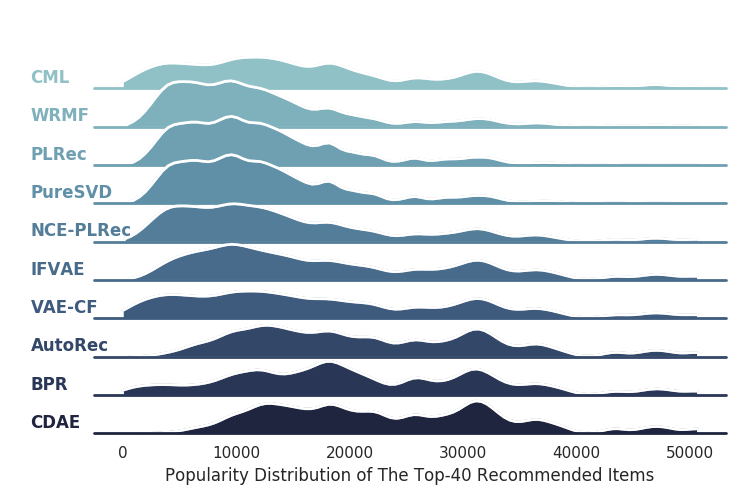 CML
WRMF
PLRec
PureSVD
NCE-PLRec
IFVAE
VAE-CF
AutoRec
BPR
CDAE
0 10000 20000 30000 40000 50000
Popularity Distribution of The Top-40 Recommended Items